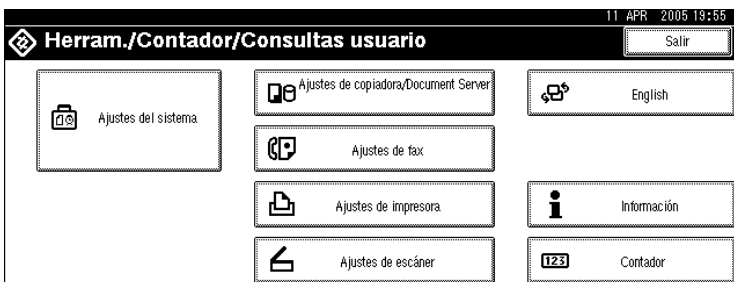 11 APR 2005 19:55
Herram./Contador/Consultas usuario
Salir
Ajustes del sistema
Ajustes de copiadora/Document Server
English
Ajustes de fax
Ajustes de impresora
Información
Ajustes de escáner
123
Contador